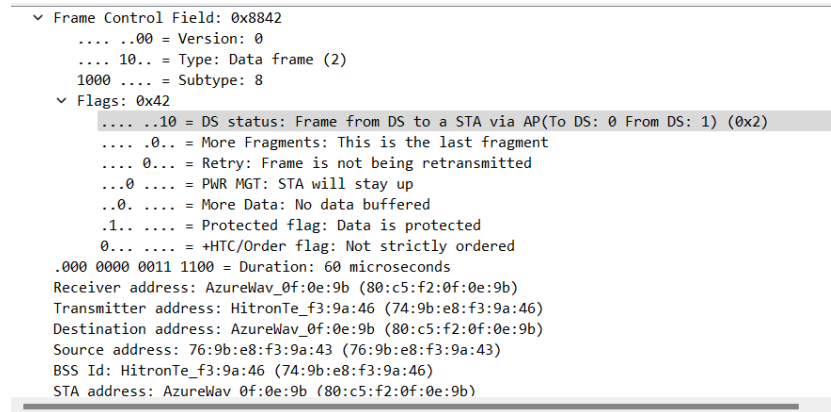 Frame Control Field: 0x8842
.... ..00 = Version: 0
.... 10.. = Type: Data frame (2)
1000 .... = Subtype: 8
Flags: 0x42
.... ..10 = DS status: Frame from DS to a STA via AP(To DS: 0 From DS: 1) (0x2)
.... .0.. = More Fragments: This is the last fragment
.... 0... = Retry: Frame is not being retransmitted
...0 .... = PWR MGT: STA will stay up
..0. .... = More Data: No data buffered
.1.. .... = Protected flag: Data is protected
0... .... = +HTC/Order flag: Not strictly ordered
.000 0000 0011 1100 = Duration: 60 microseconds
Receiver address: AzureWav_0f:0e:9b (80:c5:f2:0f:0e:9b)
Transmitter address: HitronTe_f3:9a:46 (74:9b:e8:f3:9a:46)
Destination address: AzureWav_0f:0e:9b (80:c5:f2:0f:0e:9b)
Source address: 76:9b:e8:f3:9a:43 (76:9b:e8:f3:9a:43)
BSS Id: HitronTe_f3:9a:46 (74:9b:e8:f3:9a:46)
STA address: AzureWav_0f:0e:9b (80:c5:f2:0f:0e:9b)